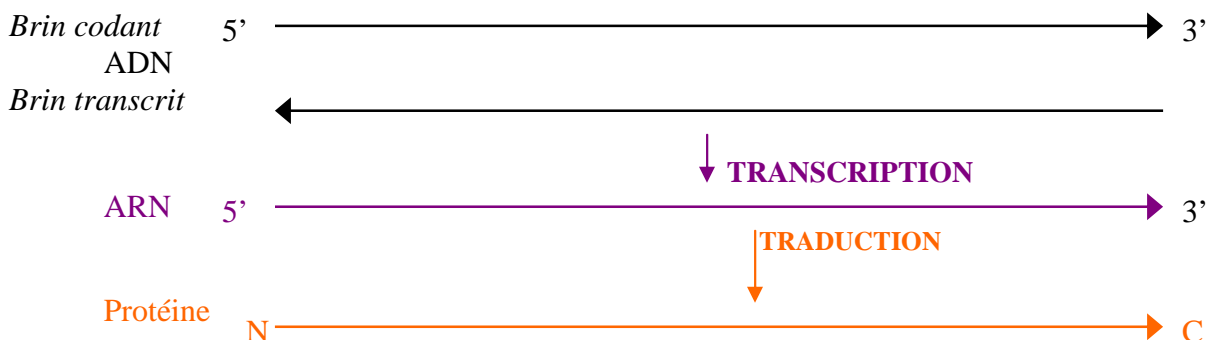 Brin codant 5’ 3’
ADN
Brin transcrit
TRANSCRIPTION
ARN 5’ 3’
TRADUCTION
Protéine
N C